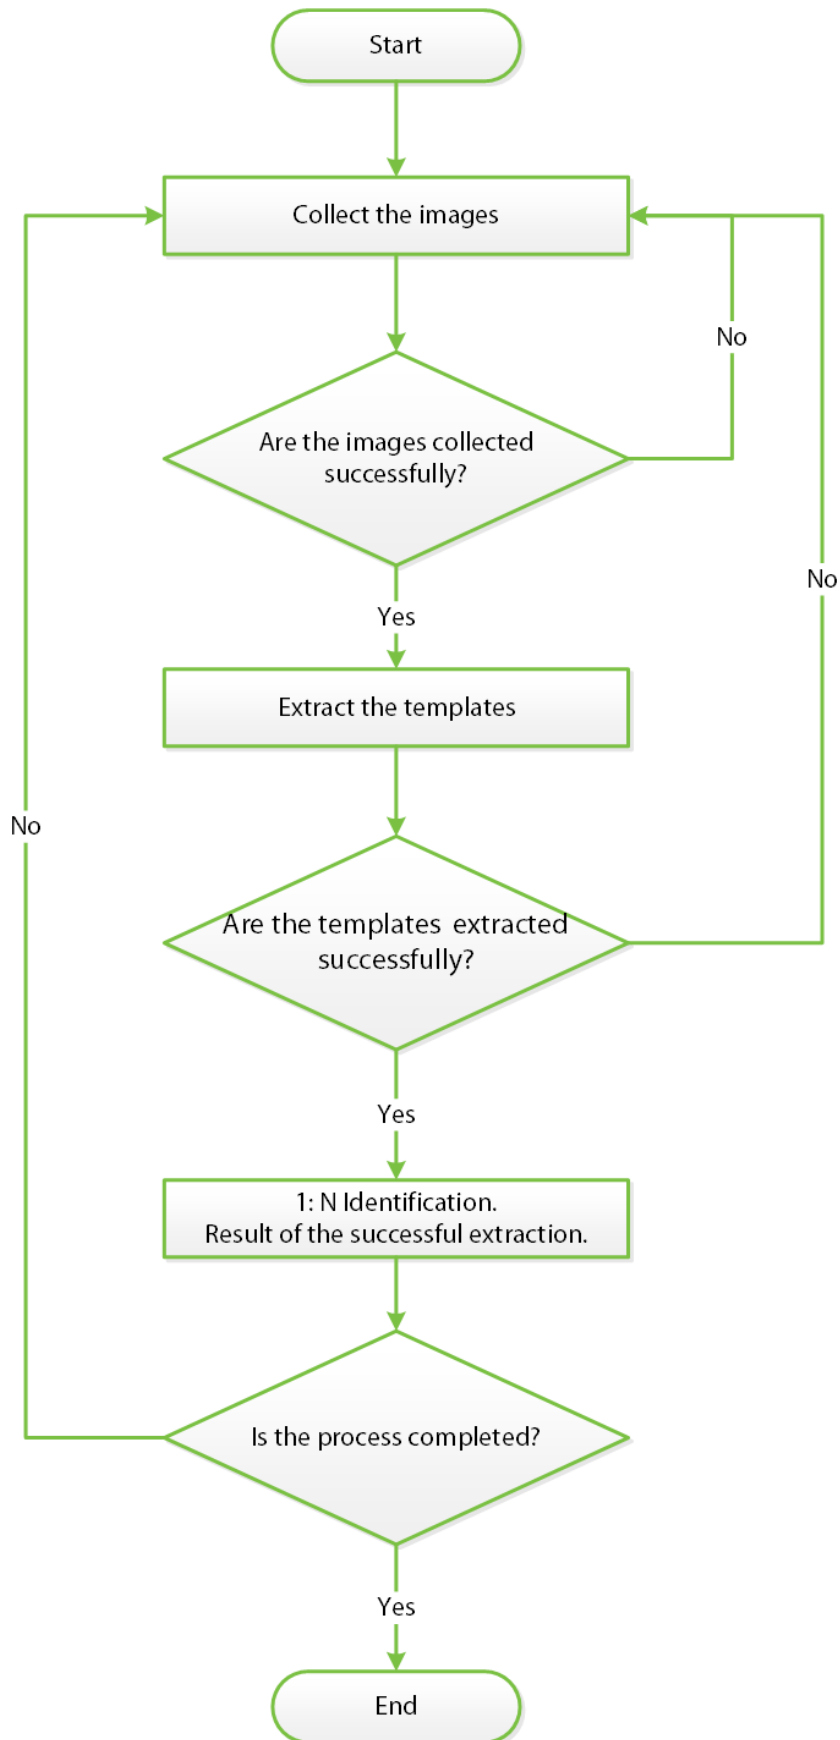 Start
Collect the images
No
Are the images collected
successfully?
No
Yes
Extract the templates
No
Are the templates  extracted
successfully?
Yes
1: N Identification.
Result of the successful extraction.
Is the process completed?
Yes
End